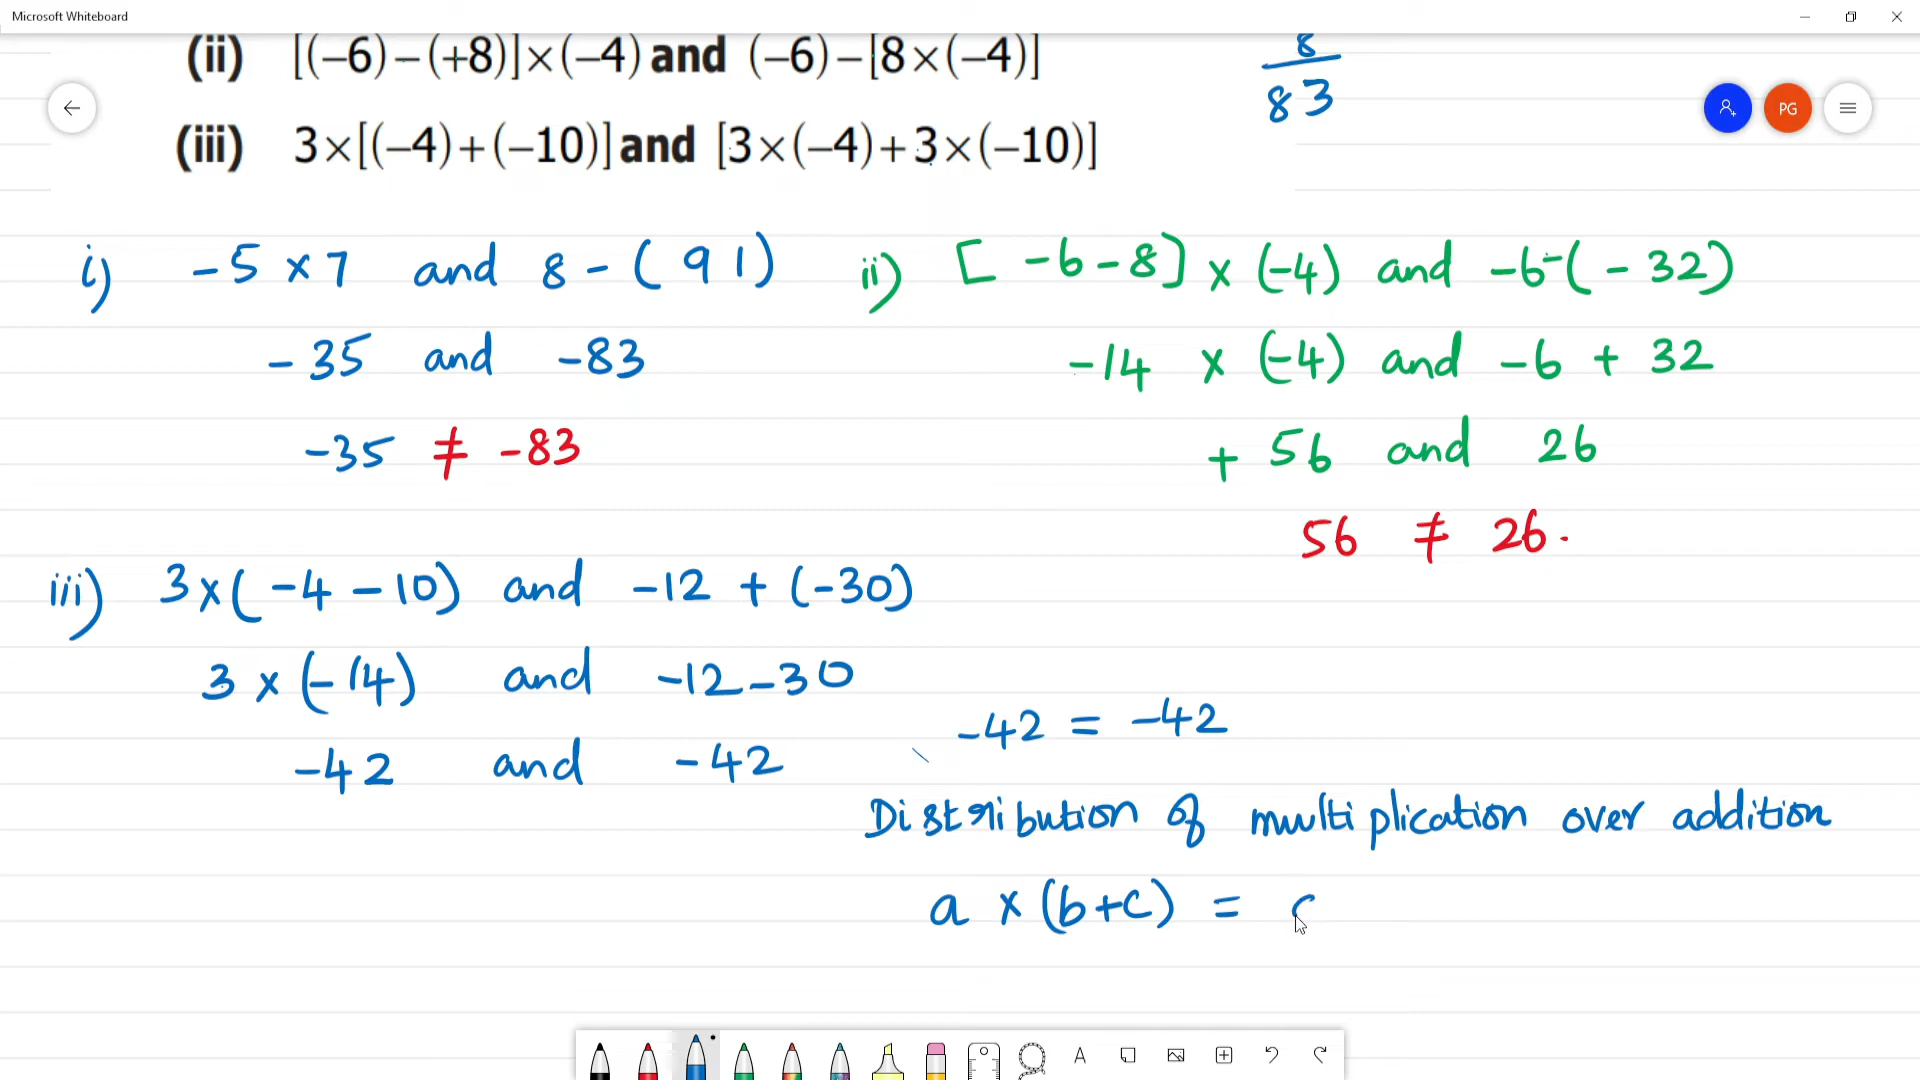 Microsoft Whiteboard
(ii) [(−6)−(+8)]×(−4) and (−6)−[8×(−4)]
8
83
PG
(iii) 3×[(−4)+(−10)] and [3×(−4)+3×(−10)]
i) -5 × 7 and 8 - ( 9 1 )
-35 and -83
-35 ≠ -83
ii) [ -6 - 8 ] × (-4) and -6 - ( - 32 )
-14 × (-4) and -6 + 32
+ 56 and 26
56 ≠ 26.
iii) 3 × ( -4 - 10 ) and -12 + (-30)
3 × (-14) and -12 - 30
-42 and -42
-42 = -42
Distribution of multiplication over addition
a × (b+c) =